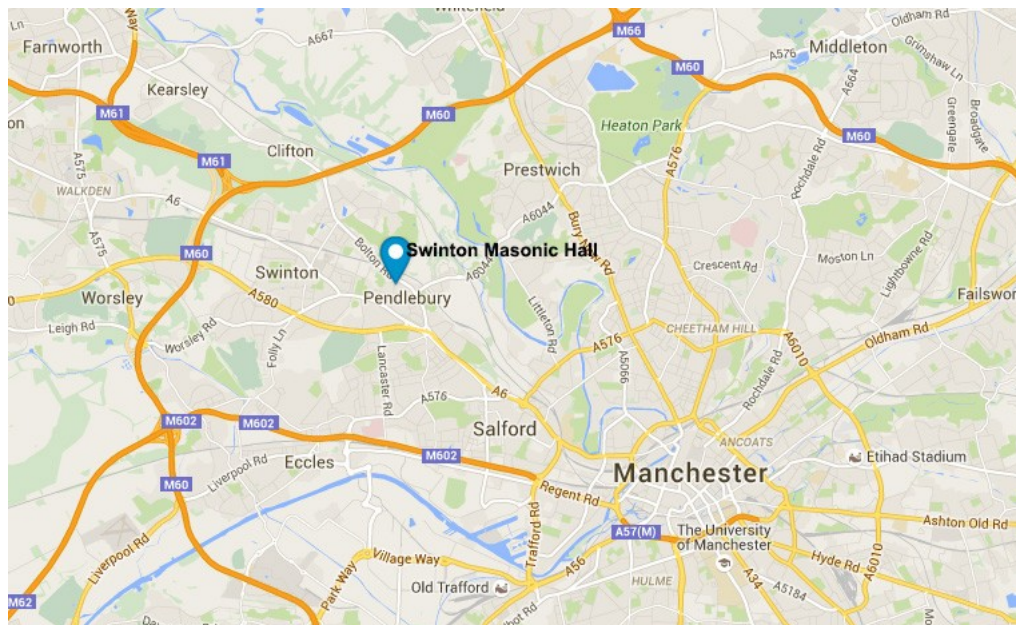 Whitefield
Way
Ln
Oldham Rd
Farnworth
A667
M66
A576
Middleton
Grimshaw Ln
M60
M61
Kearsley
M60
A664
Greengate
Broadgate
Heaton Park
M60
Clifton
M61
A576
Rochdale Rd
Prestwich
A575
WALKDEN
A6
A6044
Bury New Rd
A575
M60
Bolton Rd
Swinton Masonic Hall
Moston Ln
Lightbowne Rd
Crescent Rd
Swinton
A6044
Worsley
A580
Pendlebury
Littleton Rd
Failswo
Leigh Rd
Worsley Rd
Folly Ln
CHEETHAM HILL
Oldham Rd
A576
A6010
Lancaster Rd
A5066
Rochdale Rd
A6
A576
M602
M602
Salford
ANCOATS
Eccles
M602
Etihad Stadium
Liverpool Rd
Manchester
M60
Regent Rd
Trafford Rd
A57(M)
The University
of Manchester
Ashton Old Rd
Liverpool Rd
Village Way
A56
Hyde Rd
A6010
Park Way
Old Trafford
HULME
A34
A5184
M62